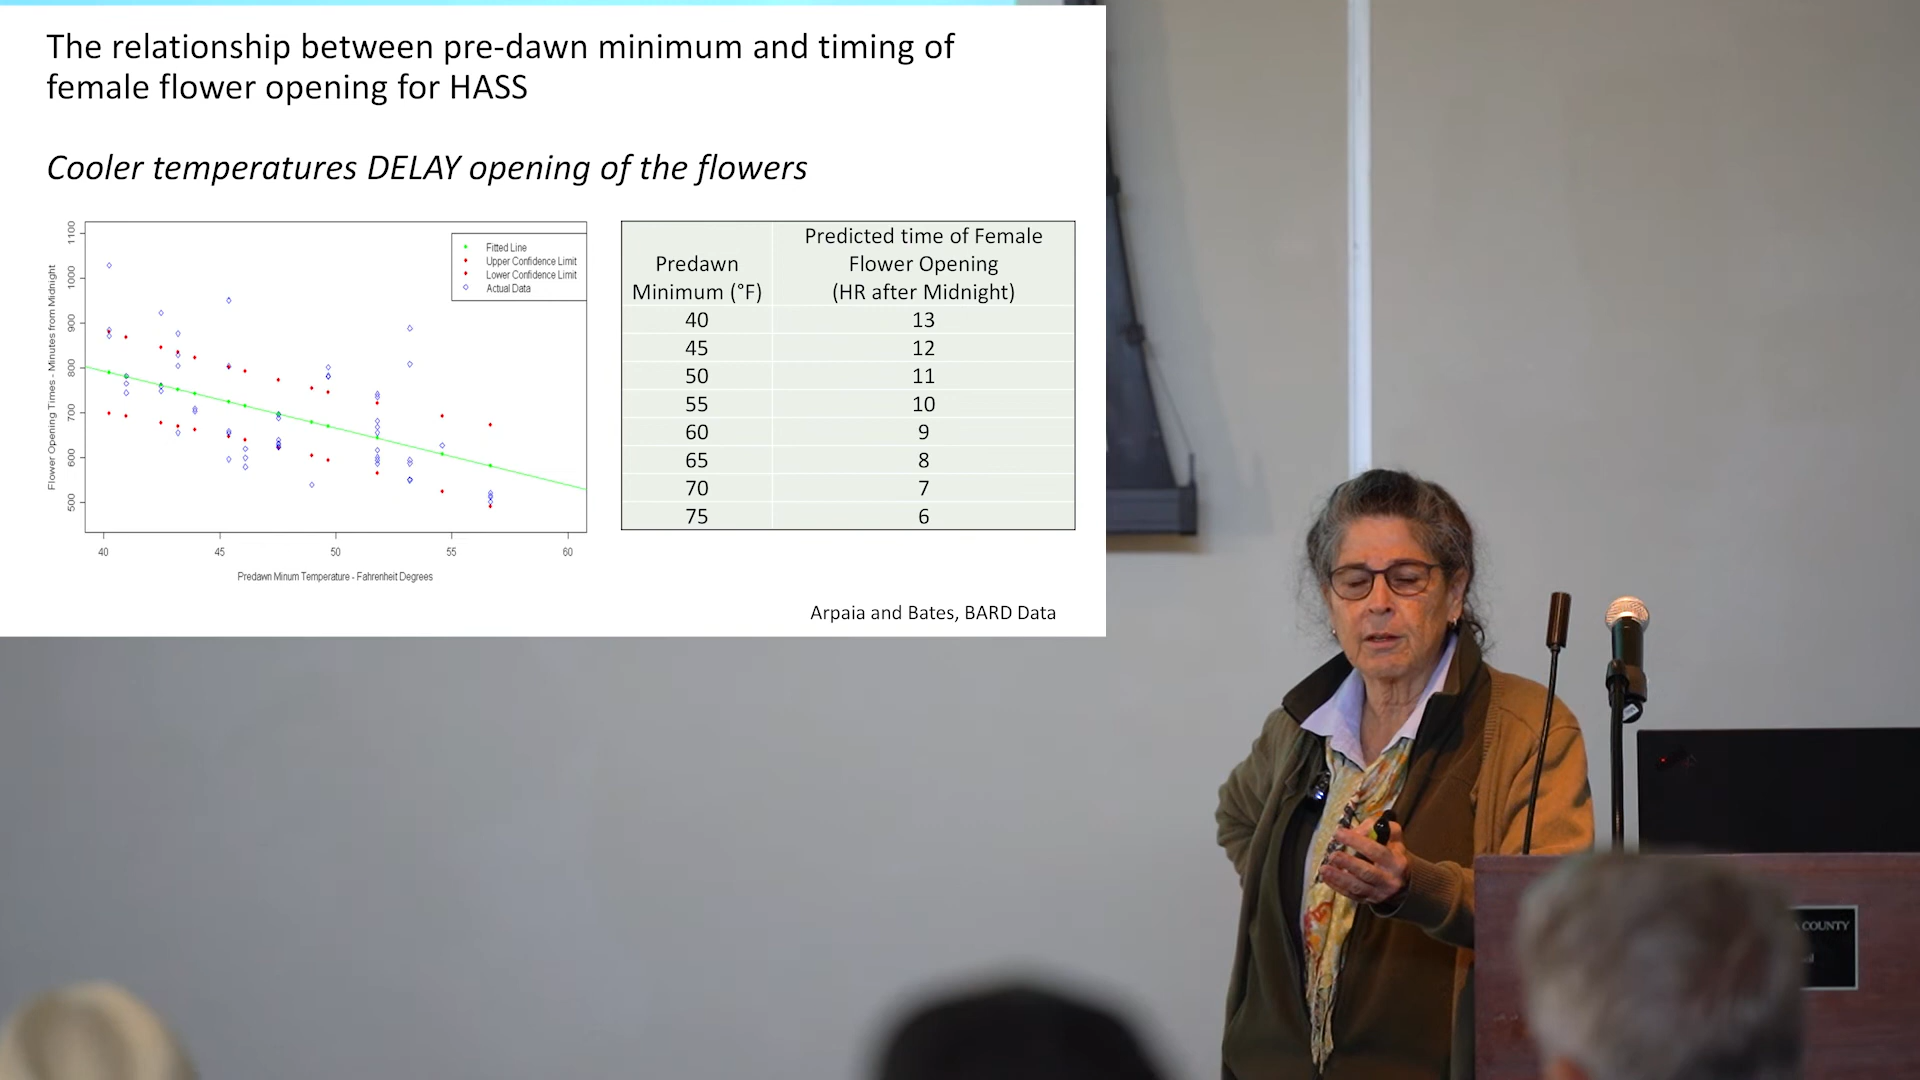 The relationship between pre-dawn minimum and timing of
female flower opening for HASS
Cooler temperatures DELAY opening of the flowers
Flower Opening Times - Minutes from Midnight
1100
1000
900
800
700
600
500
Fitted Line
Upper Confidence Limit
Lower Confidence Limit
Actual Data
40 45 50 55 60
Predawn Minum Temperature - Fahrenheit Degrees
Predawn
Minimum (°F)
Predicted time of Female
Flower Opening
(HR after Midnight)
40 13
45 12
50 11
55 10
60 9
65 8
70 7
75 6
Arpaia and Bates, BARD Data
COUNTY